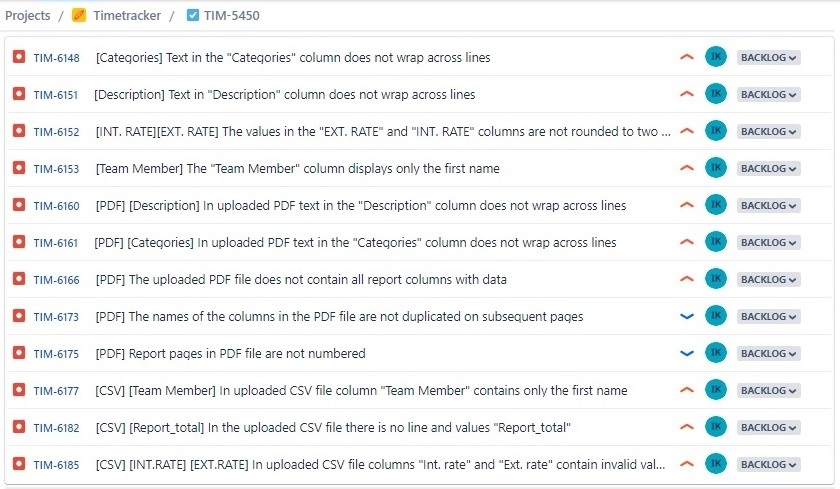 Projects / Timetracker / TIM-5450
TIM-6148 [Categories] Text in the "Categories" column does not wrap across lines IK BACKLOG
TIM-6151 [Description] Text in "Description" column does not wrap across lines IK BACKLOG
TIM-6152 [INT. RATE][EXT. RATE] The values in the "EXT. RATE" and "INT. RATE" columns are not rounded to two ... IK BACKLOG
TIM-6153 [Team Member] The "Team Member" column displays only the first name IK BACKLOG
TIM-6160 [PDF] [Description] In uploaded PDF text in the "Description" column does not wrap across lines IK BACKLOG
TIM-6161 [PDF] [Categories] In uploaded PDF text in the "Categories" column does not wrap across lines IK BACKLOG
TIM-6166 [PDF] The uploaded PDF file does not contain all report columns with data IK BACKLOG
TIM-6173 [PDF] The names of the columns in the PDF file are not duplicated on subsequent pages IK BACKLOG
TIM-6175 [PDF] Report pages in PDF file are not numbered IK BACKLOG
TIM-6177 [CSV] [Team Member] In uploaded CSV file column "Team Member" contains only the first name IK BACKLOG
TIM-6182 [CSV] [Report_total] In the uploaded CSV file there is no line and values "Report_total" IK BACKLOG
TIM-6185 [CSV] [INT.RATE] [EXT.RATE] In uploaded CSV file columns "Int. rate" and "Ext. rate" contain invalid val... IK BACKLOG